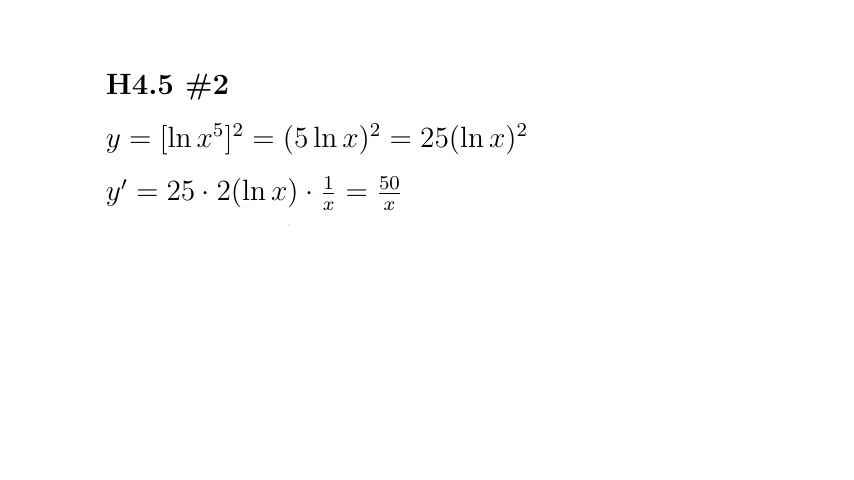 H4.5 #2
y = [ln x⁵]² = (5 ln x)² = 25(ln x)²
y′ = 25 · 2(ln x) · 1/x = 50/x